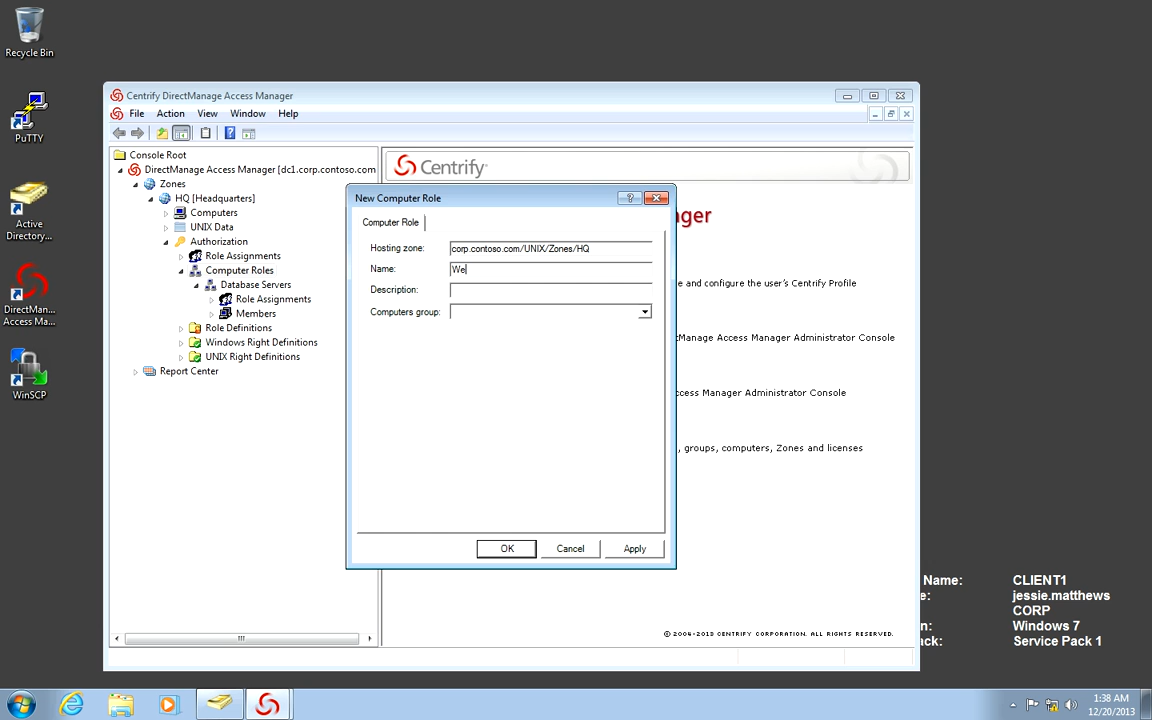 Recycle Bin
PuTTY
Active
Directory...
DirectMan...
Access Ma...
WinSCP
Centrify DirectManage Access Manager
File Action View Window Help
Console Root
DirectManage Access Manager [dc1.corp.contoso.com
Zones
HQ [Headquarters]
Computers
UNIX Data
Authorization
Role Assignments
Computer Roles
Database Servers
Role Assignments
Members
Role Definitions
Windows Right Definitions
UNIX Right Definitions
Report Center
Centrify
ager
e and configure the user's Centrify Profile
Manage Access Manager Administrator Console
ccess Manager Administrator Console
, groups, computers, Zones and licenses
© 2004-2013 CENTRIFY CORPORATION. ALL RIGHTS RESERVED.
New Computer Role
Computer Role
Hosting zone: corp.contoso.com/UNIX/Zones/HQ
Name: We
Description:
Computers group:
OK Cancel Apply
Name: CLIENT1
e: jessie.matthews
CORP
n: Windows 7
ack: Service Pack 1
1:38 AM
12/20/2013